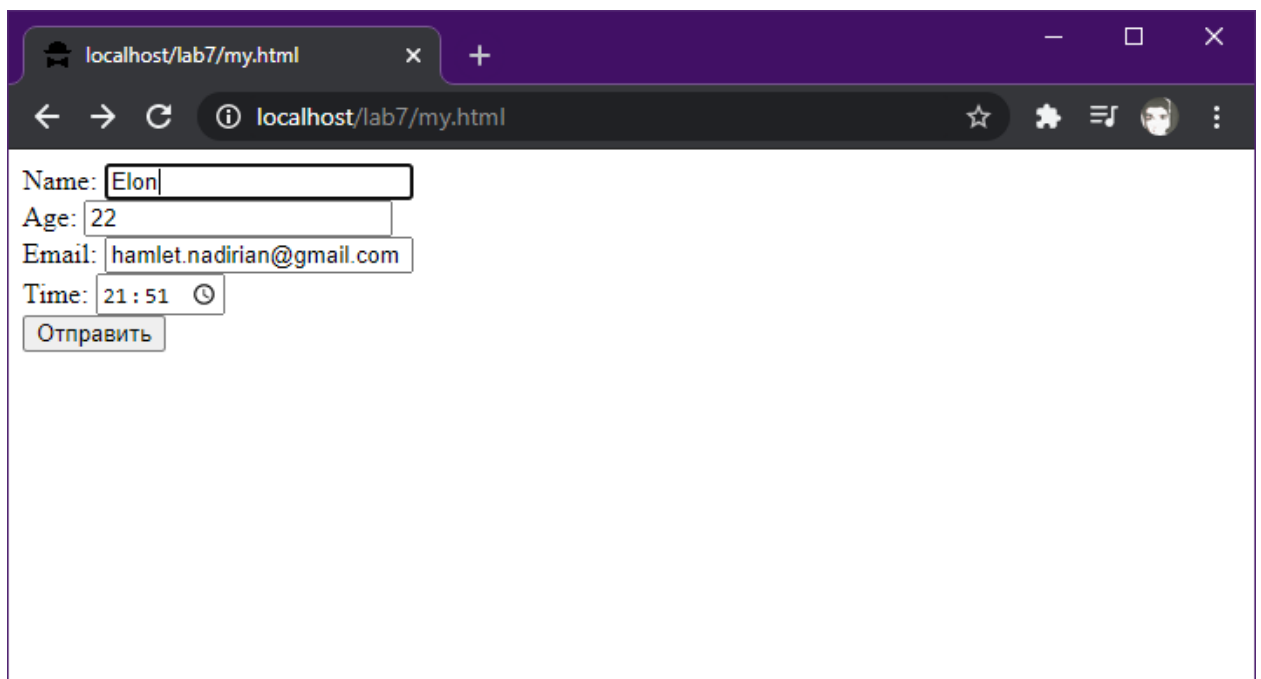 localhost/lab7/my.html
localhost/lab7/my.html
Name: Elon
Age: 22
Email: hamlet.nadirian@gmail.com
Time: 21:51
Отправить